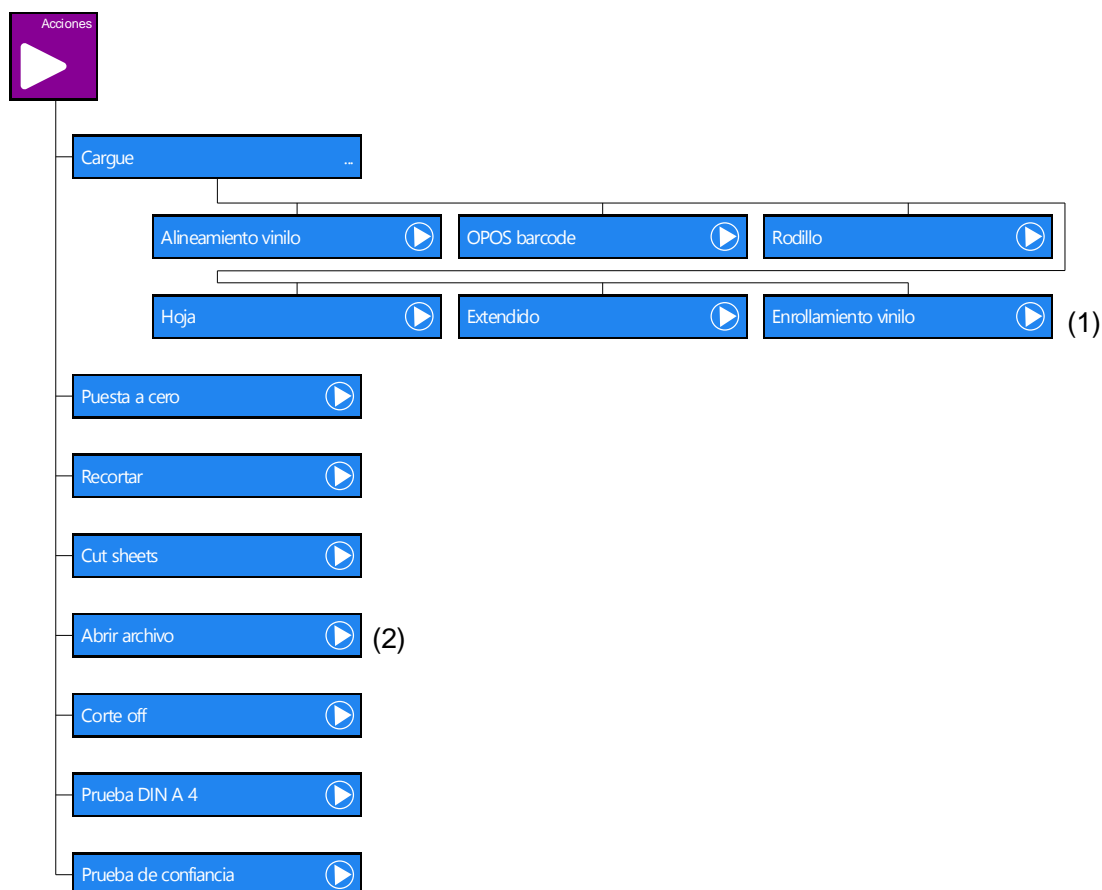 Acciones
Cargue ...
Alineamiento vinilo OPOS barcode Rodillo
Hoja Extendido Enrollamiento vinilo (1)
Puesta a cero
Recortar
Cut sheets
Abrir archivo (2)
Corte off
Prueba DIN A 4
Prueba de confiancia